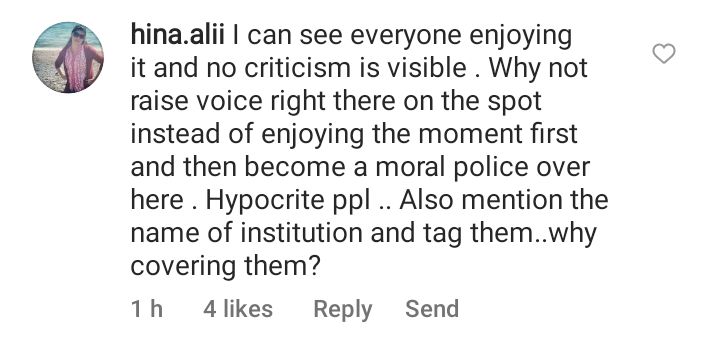 hina.alii I can see everyone enjoying
it and no criticism is visible . Why not
raise voice right there on the spot
instead of enjoying the moment first
and then become a moral police over
here . Hypocrite ppl .. Also mention the
name of institution and tag them..why
covering them?
1 h 4 likes Reply Send